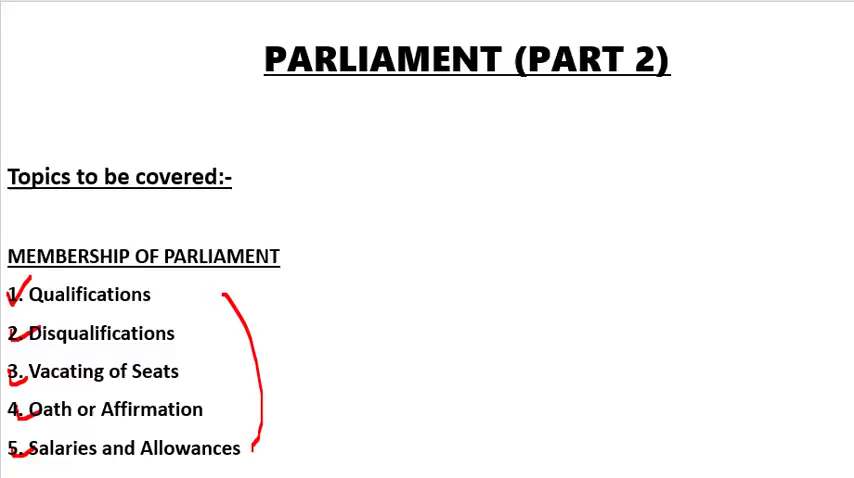 PARLIAMENT (PART 2)
Topics to be covered:-
MEMBERSHIP OF PARLIAMENT
1. Qualifications
2. Disqualifications
3. Vacating of Seats
4. Oath or Affirmation
5. Salaries and Allowances